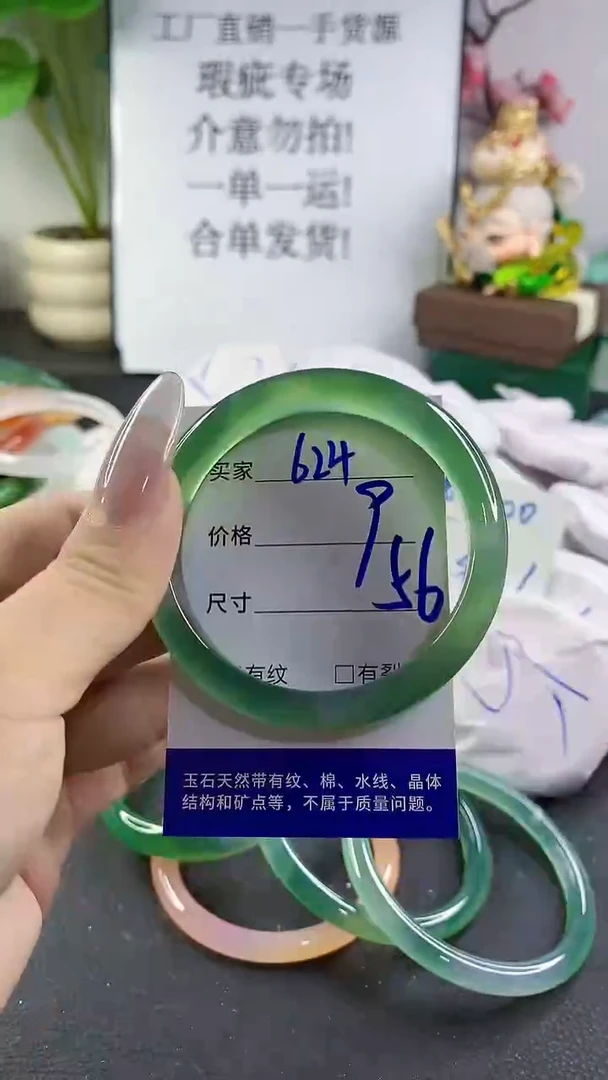 工厂直销一手货源
瑕疵专场
介意勿拍!
一单一运!
合单发货!
买家 624
价格
尺寸 56
有纹 □有裂
玉石天然带有纹、棉、水线、晶体
结构和矿点等，不属于质量问题。